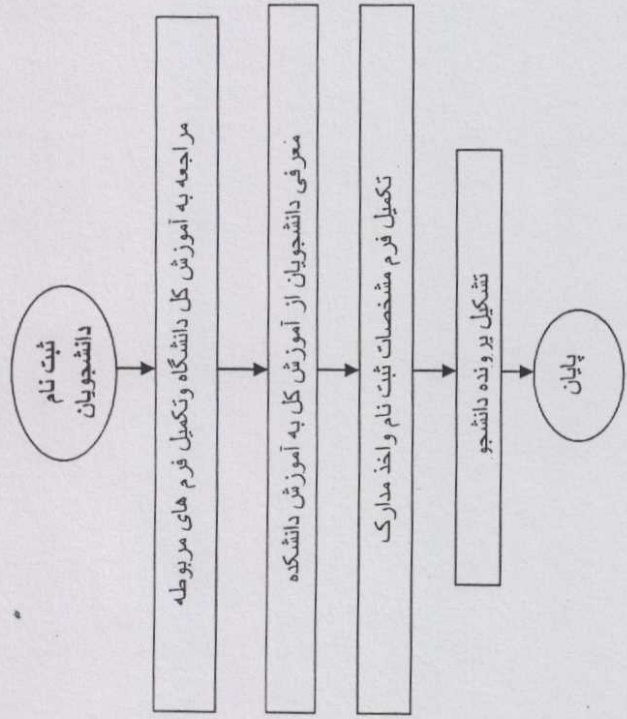 ثبت نام
دانشجویان
مراجعه به آموزش کل دانشگاه وتکمیل فرم های مربوطه
معرفی دانشجویان از آموزش کل به آموزش دانشکده
تکمیل فرم مشخصات ثبت نام واخذ مدارک
تشکیل پرونده دانشجو
پایان